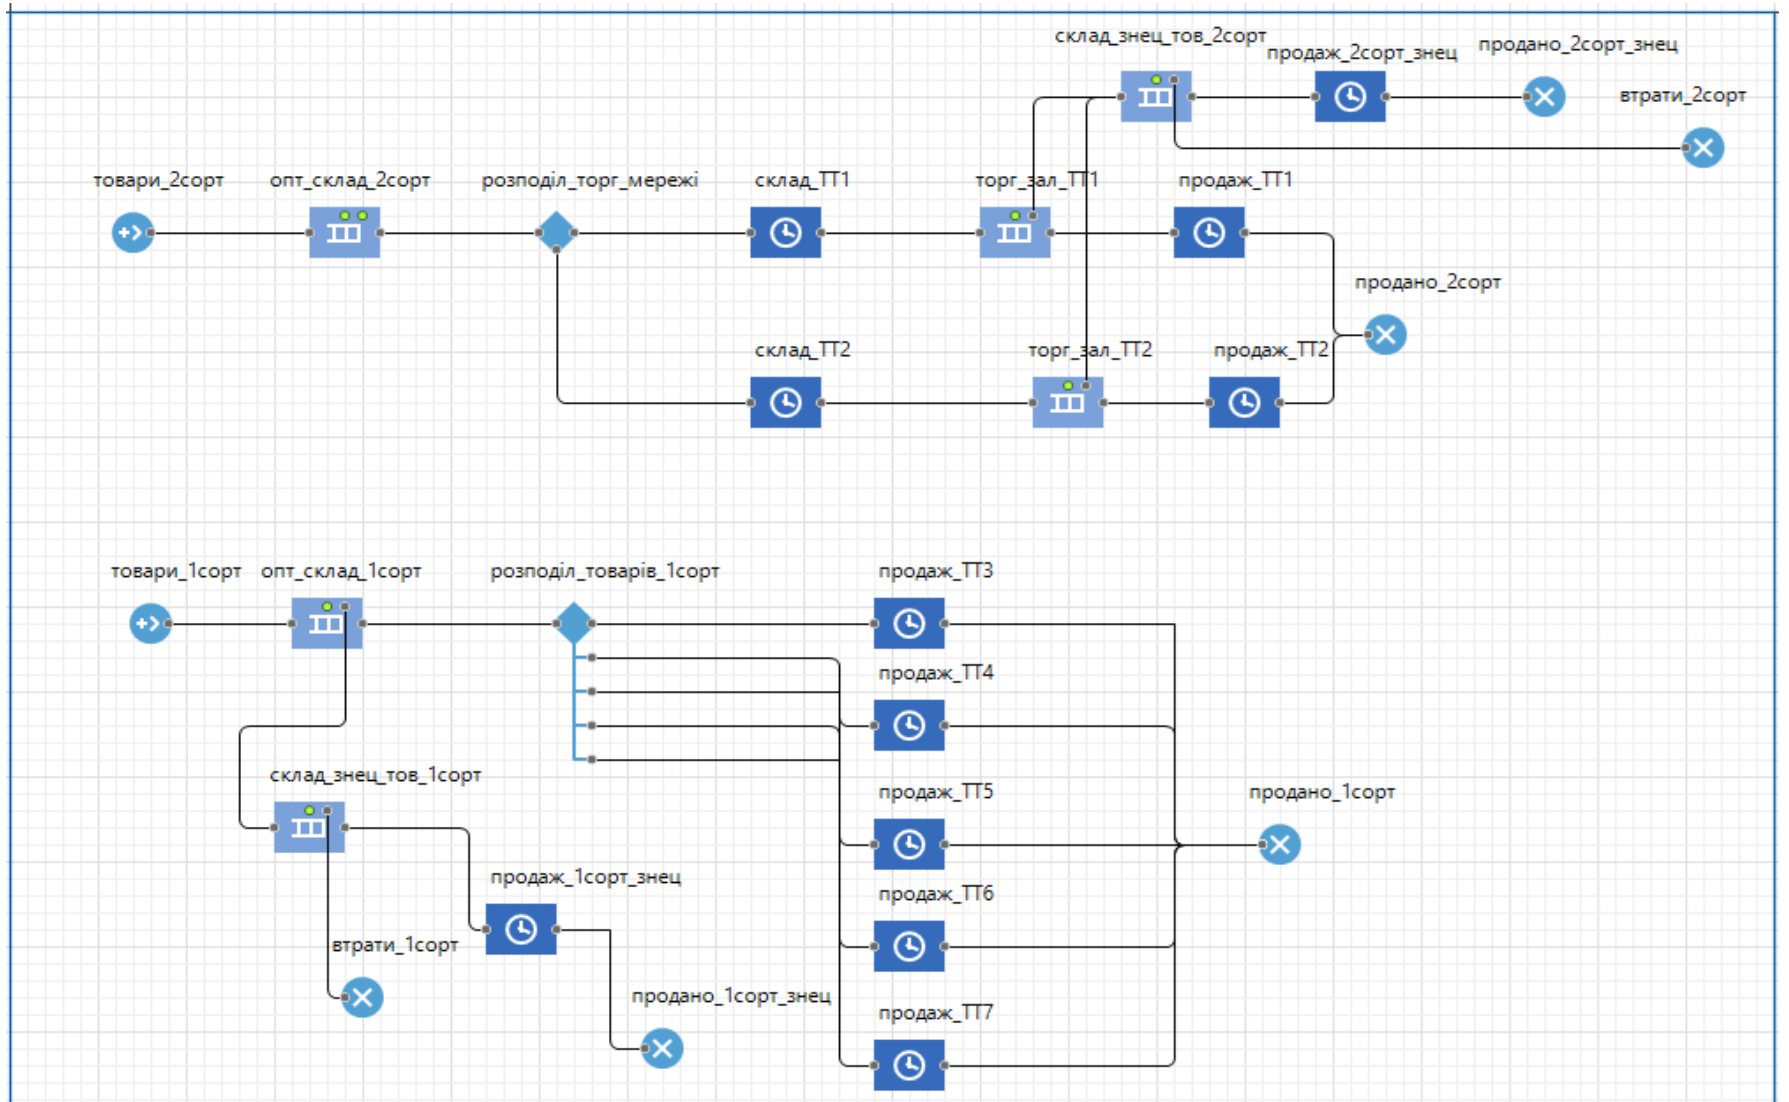 склад_знец_тов_2сорт
продаж_2сорт_знец
продано_2сорт_знец
втрати_2сорт
товари_2сорт
опт_склад_2сорт
розподіл_торг_мережі
склад_ТТ1
торг_зал_ТТ1
продаж_ТТ1
продано_2сорт
склад_ТТ2
торг_зал_ТТ2
продаж_ТТ2
товари_1сорт
опт_склад_1сорт
розподіл_товарів_1сорт
продаж_ТТ3
продаж_ТТ4
склад_знец_тов_1сорт
продаж_ТТ5
продано_1сорт
продаж_1сорт_знец
продаж_ТТ6
втрати_1сорт
продано_1сорт_знец
продаж_ТТ7